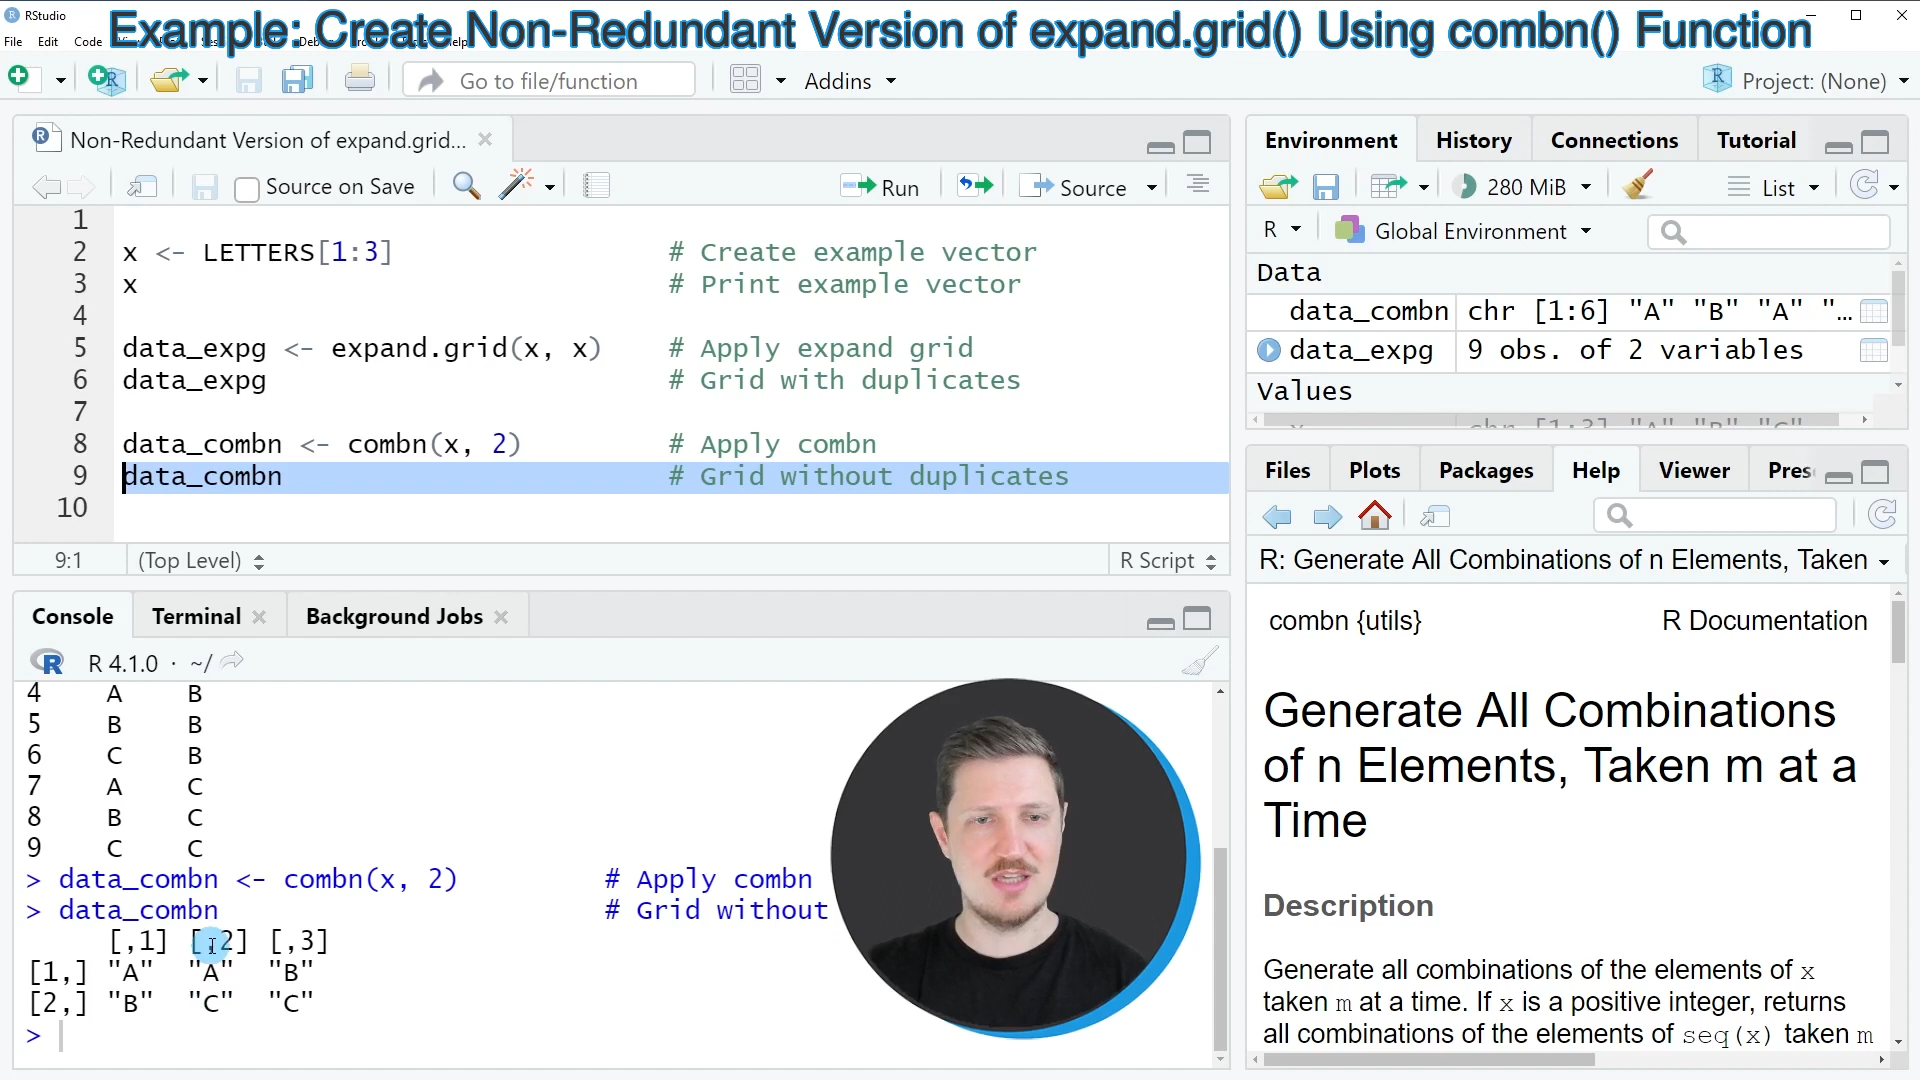 RStudio
Example: Create Non-Redundant Version of expand.grid() Using combn() Function
File Edit Code
Go to file/function
Addins
Project: (None)
Non-Redundant Version of expand.grid...
Source on Save
Run
Source
1
2 x <- LETTERS[1:3] # Create example vector
3 x # Print example vector
4
5 data_expg <- expand.grid(x, x) # Apply expand grid
6 data_expg # Grid with duplicates
7
8 data_combn <- combn(x, 2) # Apply combn
9 data_combn # Grid without duplicates
10
9:1 (Top Level) R Script
Console Terminal Background Jobs
R 4.1.0 · ~/
4 A B
5 B B
6 C B
7 A C
8 B C
9 C C
> data_combn <- combn(x, 2) # Apply combn
> data_combn # Grid without
[,1] [,2] [,3]
[1,] "A" "A" "B"
[2,] "B" "C" "C"
>
Environment History Connections Tutorial
280 MiB List
R Global Environment
Data
data_combn chr [1:6] "A" "B" "A" "...
data_expg 9 obs. of 2 variables
Values
x chr [1:3] "A" "B" "C"
Files Plots Packages Help Viewer Pres
R: Generate All Combinations of n Elements, Taken
combn {utils} R Documentation
Generate All Combinations
of n Elements, Taken m at a
Time
Description
Generate all combinations of the elements of x
taken m at a time. If x is a positive integer, returns
all combinations of the elements of seq(x) taken m